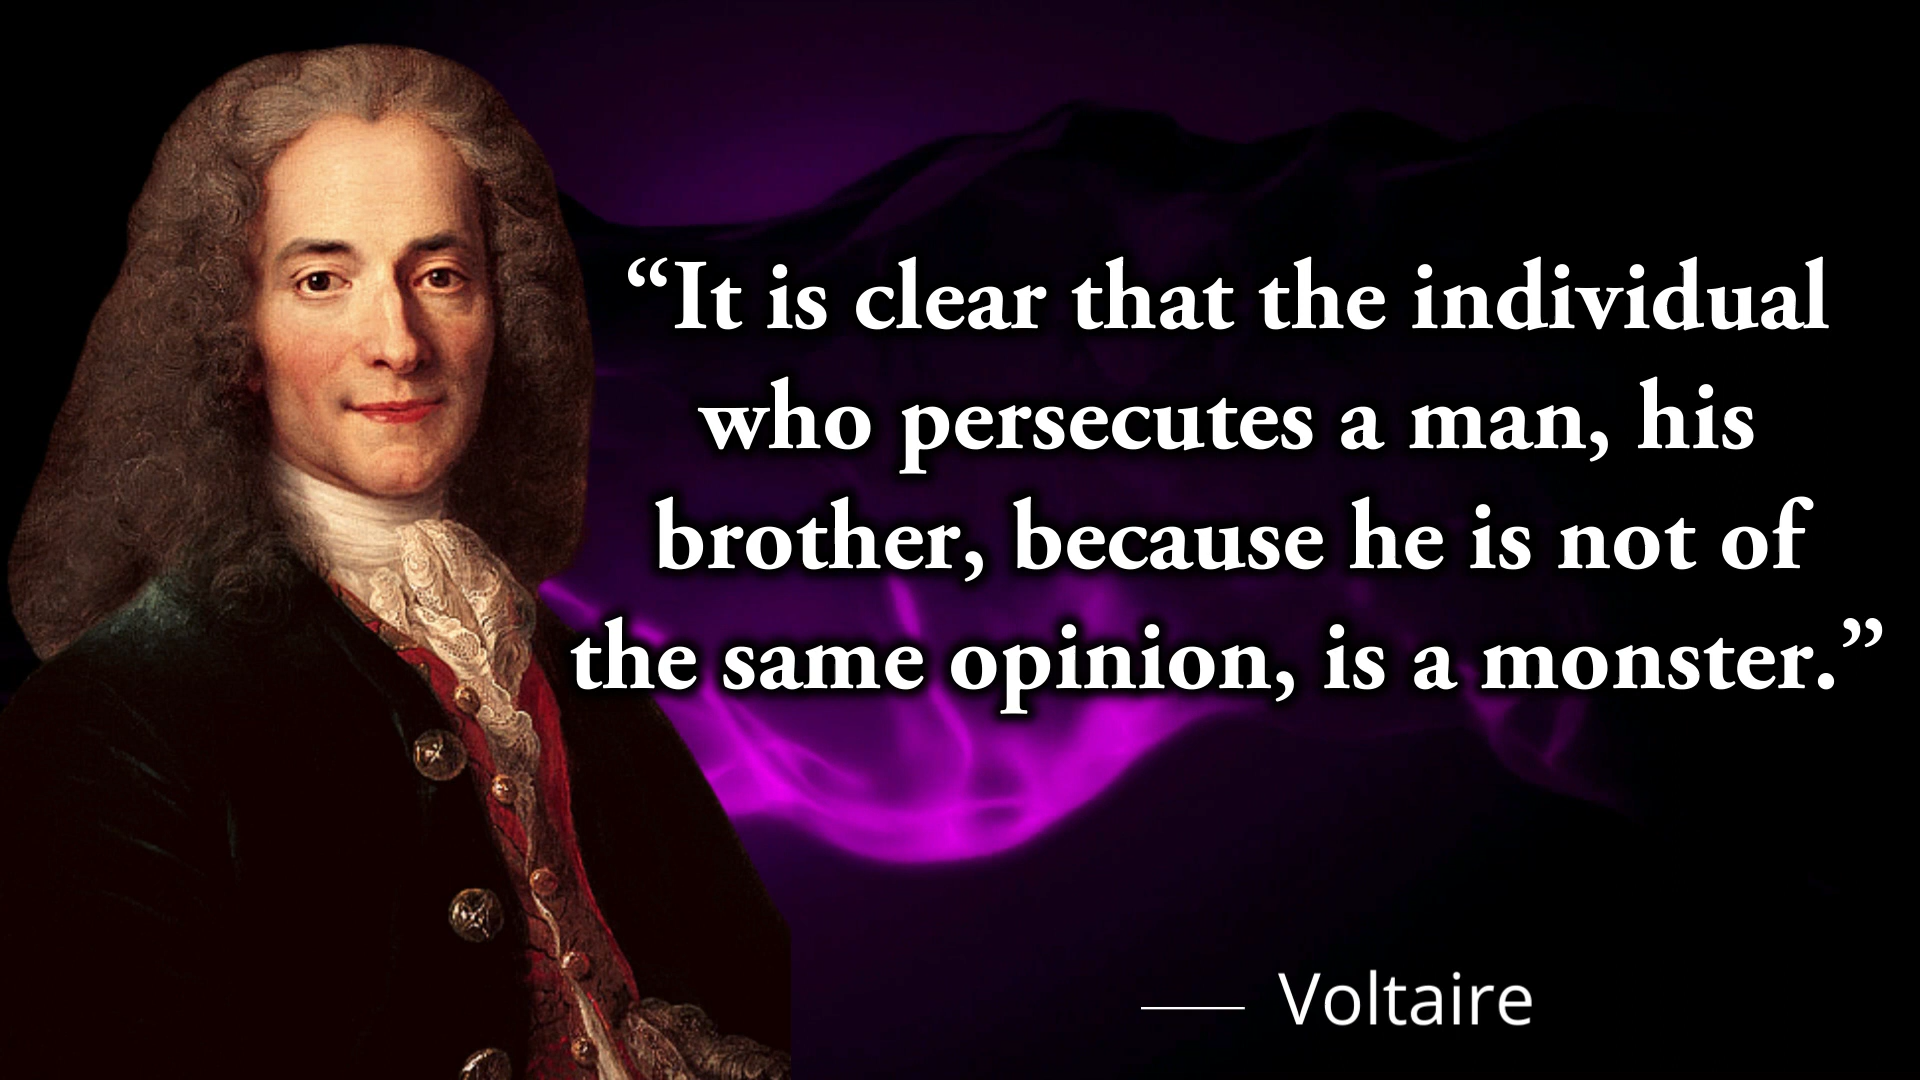 “It is clear that the individual
who persecutes a man, his
brother, because he is not of
the same opinion, is a monster.”
— Voltaire